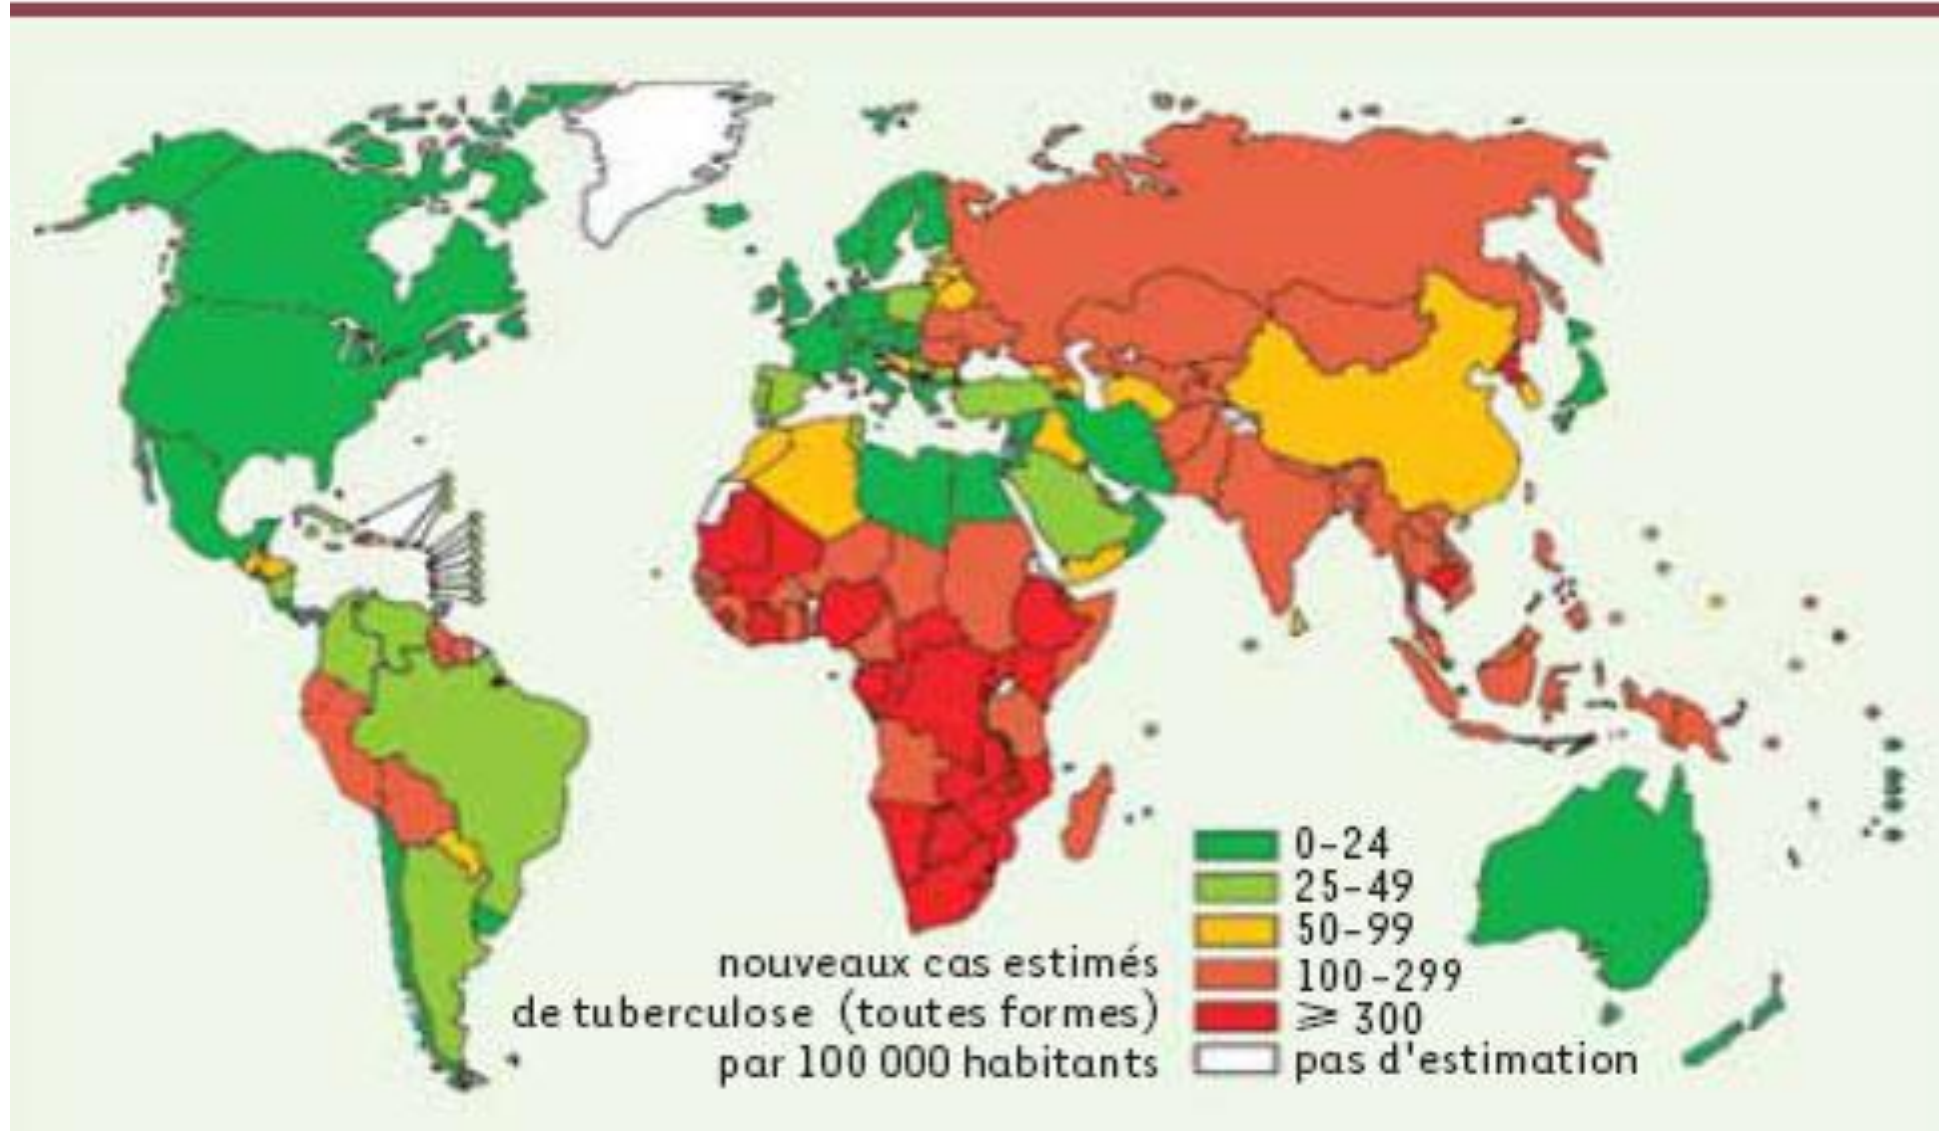 nouveaux cas estimés
de tuberculose (toutes formes)
par 100 000 habitants
0-24
25-49
50-99
100-299
⩾ 300
pas d'estimation